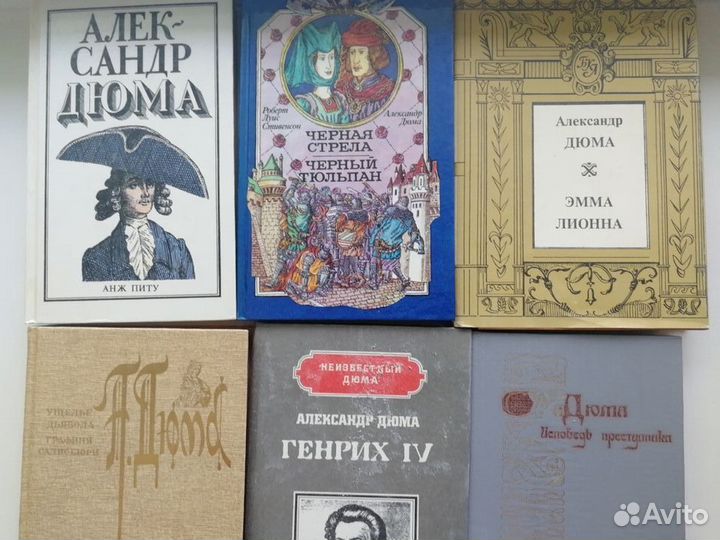 АЛЕК-
САНДР
ДЮМА
АНЖ ПИТУ
Роберт
Луис
Стивенсон
Александр
Дюма
ЧЕРНАЯ
СТРЕЛА
ЧЕРНЫЙ
ТЮЛЬПАН
Александр
ДЮМА
ЭММА
ЛИОННА
УЩЕЛЬЕ
ДЬЯВОЛА
ГРАФИНЯ
САЛИСБЮРИ
А. Дюма
НЕИЗВЕСТНЫЙ
ДЮМА
АЛЕКСАНДР ДЮМА
ГЕНРИХ IV
Дюма
Исповедь преступника
Avito